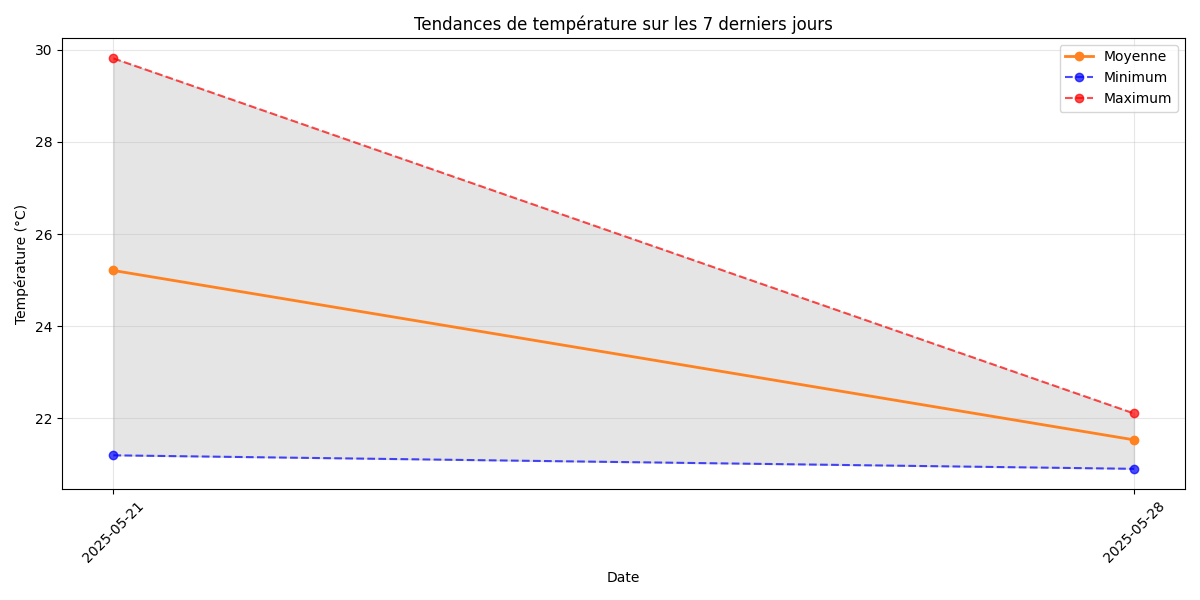 Tendances de température sur les 7 derniers jours
Moyenne
Minimum
Maximum
Température (°C)
30
28
26
24
22
2025-05-21
2025-05-28
Date